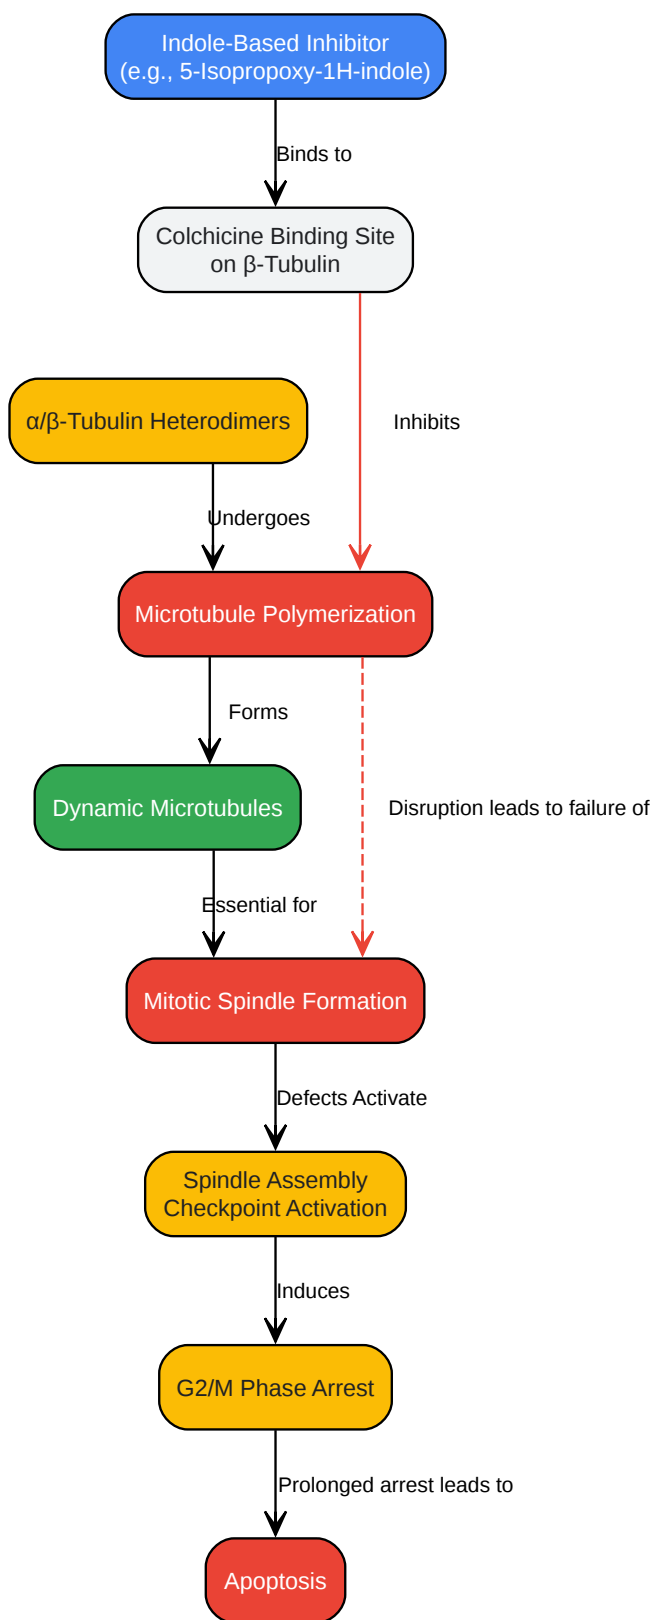 Indole-Based Inhibitor
(e.g., 5-Isopropoxy-1H-indole)
Binds to
Colchicine Binding Site
on β-Tubulin
α/β-Tubulin Heterodimers
Inhibits
Undergoes
Microtubule Polymerization
Forms
Dynamic Microtubules
Disruption leads to failure of
Essential for
Mitotic Spindle Formation
Defects Activate
Spindle Assembly
Checkpoint Activation
Induces
G2/M Phase Arrest
Prolonged arrest leads to
Apoptosis